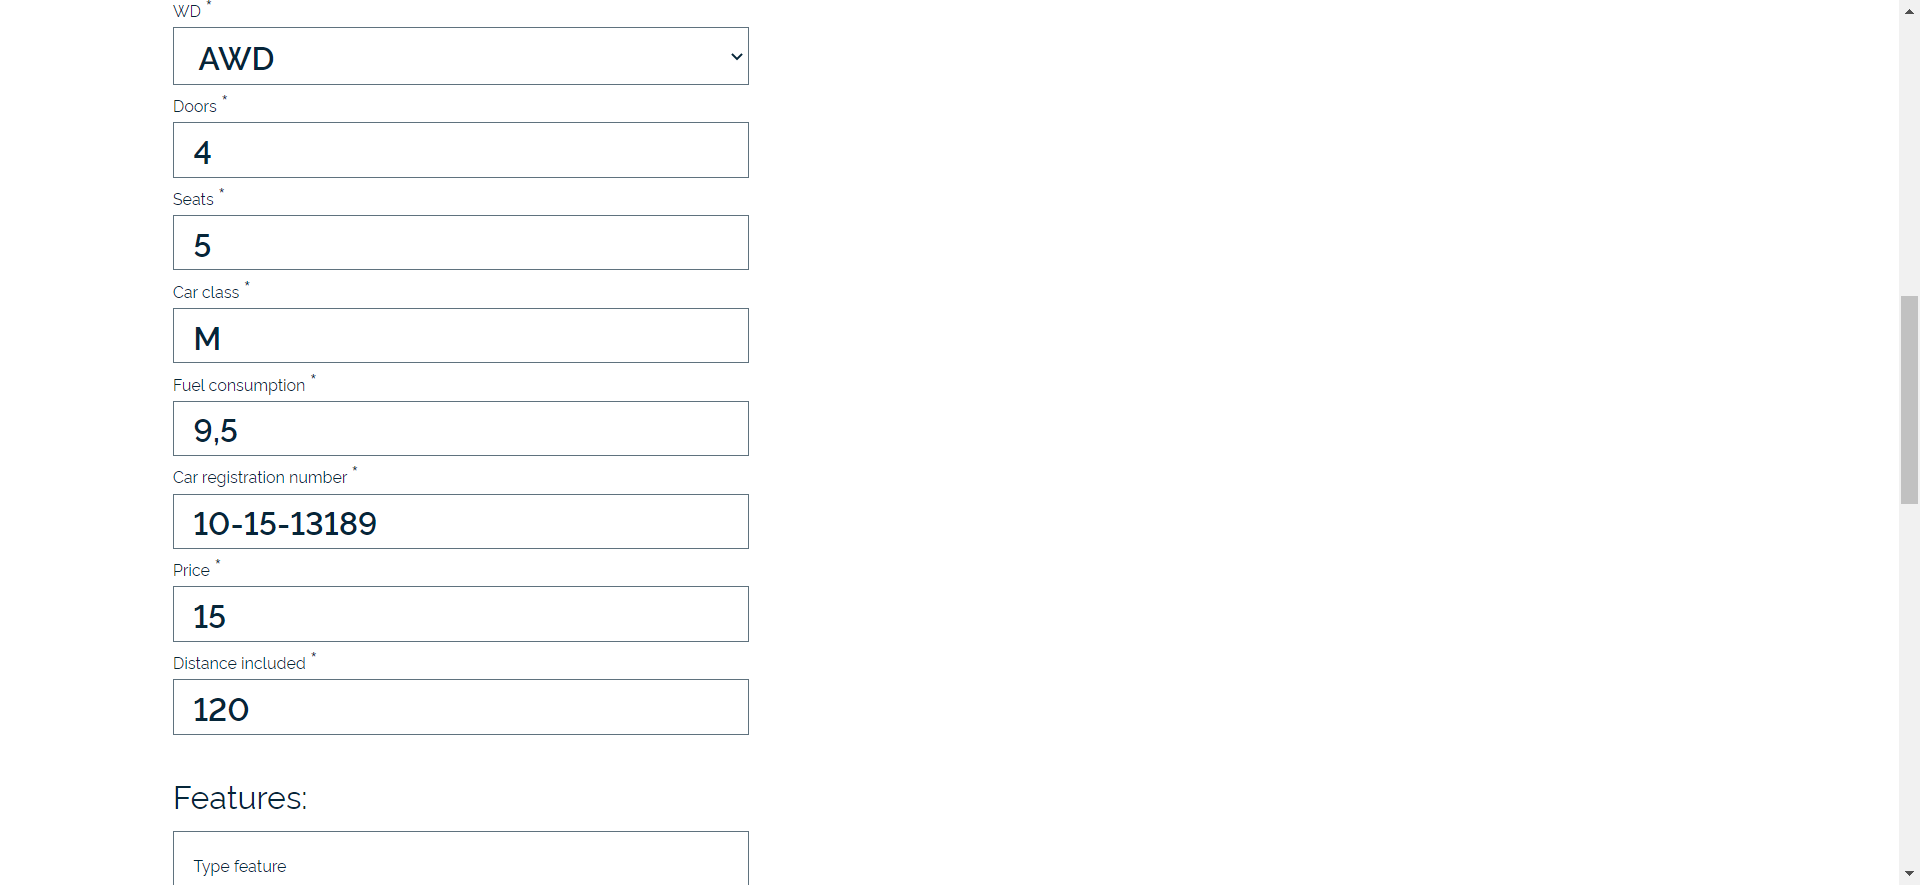 WD *
AWD
Doors *
4
Seats *
5
Car class *
M
Fuel consumption *
9,5
Car registration number *
10-15-13189
Price *
15
Distance included *
120
Features:
Type feature